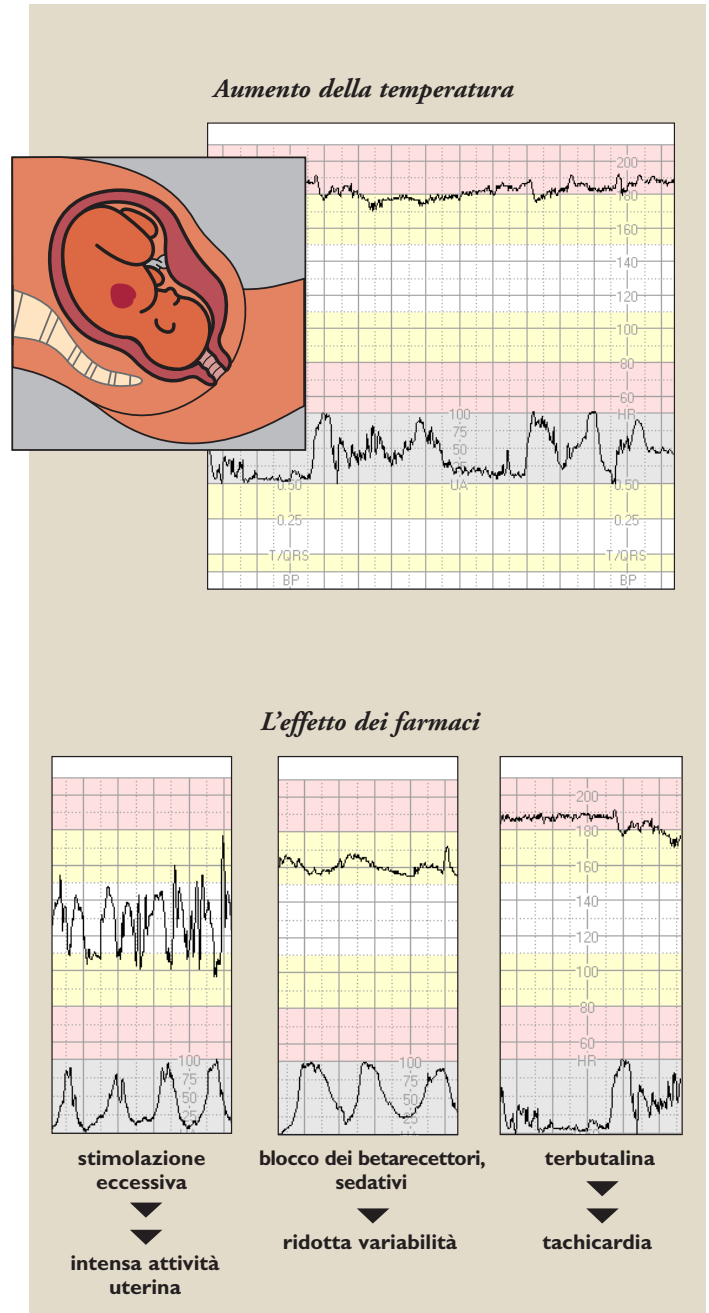 Aumento della temperatura
200
180
160
140
120
100
80
60
HR
100
75
50
25
UA
0.50
0.50
0.25
0.25
T/QRS
T/QRS
BP
BP
L'effetto dei farmaci
100
75
50
25
100
75
50
25
200
180
160
140
120
100
80
60
HR
stimolazione
eccessiva
intensa attività
uterina
blocco dei betarecettori,
sedativi
ridotta variabilità
terbutalina
tachicardia